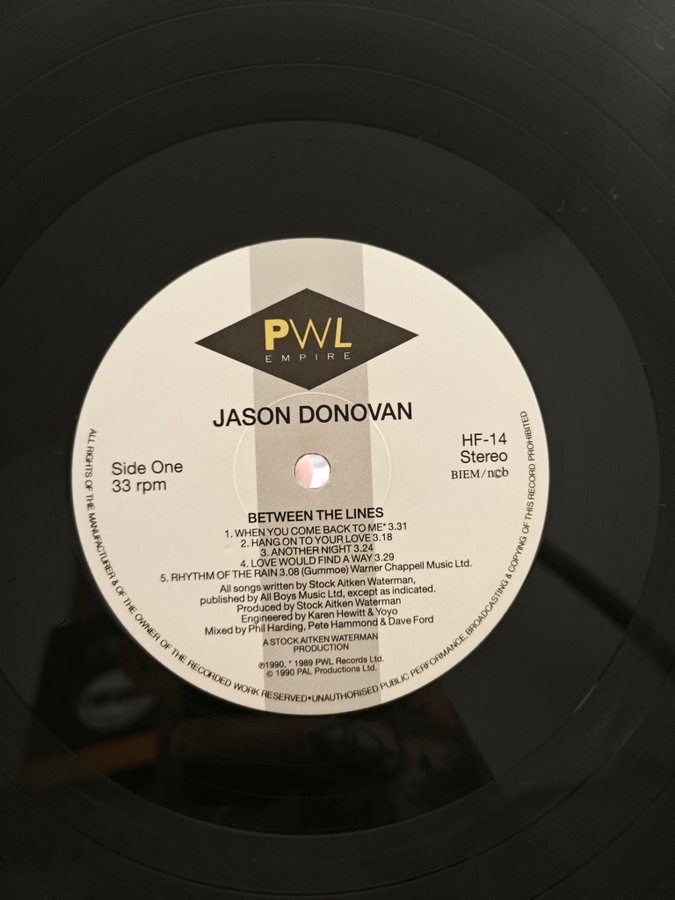 PWL
EMPIRE
JASON DONOVAN
Side One
33 rpm
HF-14
Stereo
BIEM/n©b
BETWEEN THE LINES
1. WHEN YOU COME BACK TO ME* 3.31
2. HANG ON TO YOUR LOVE 3.18
3. ANOTHER NIGHT 3.24
4. LOVE WOULD FIND A WAY 3.29
5. RHYTHM OF THE RAIN 3.08 (Gummoe) Warner Chappell Music Ltd.
All songs written by Stock Aitken Waterman,
published by All Boys Music Ltd, except as indicated.
Produced by Stock Aitken Waterman
Engineered by Karen Hewitt & Yoyo
Mixed by Phil Harding, Pete Hammond & Dave Ford
A STOCK AITKEN WATERMAN
PRODUCTION
℗1990, * 1989 PWL Records Ltd.
© 1990 PAL Productions Ltd.
ALL RIGHTS OF THE MANUFACTURER & OF THE OWNER OF THE RECORDED WORK RESERVED•UNAUTHORISED PUBLIC PERFORMANCE, BROADCASTING & COPYING OF THIS RECORD PROHIBITED